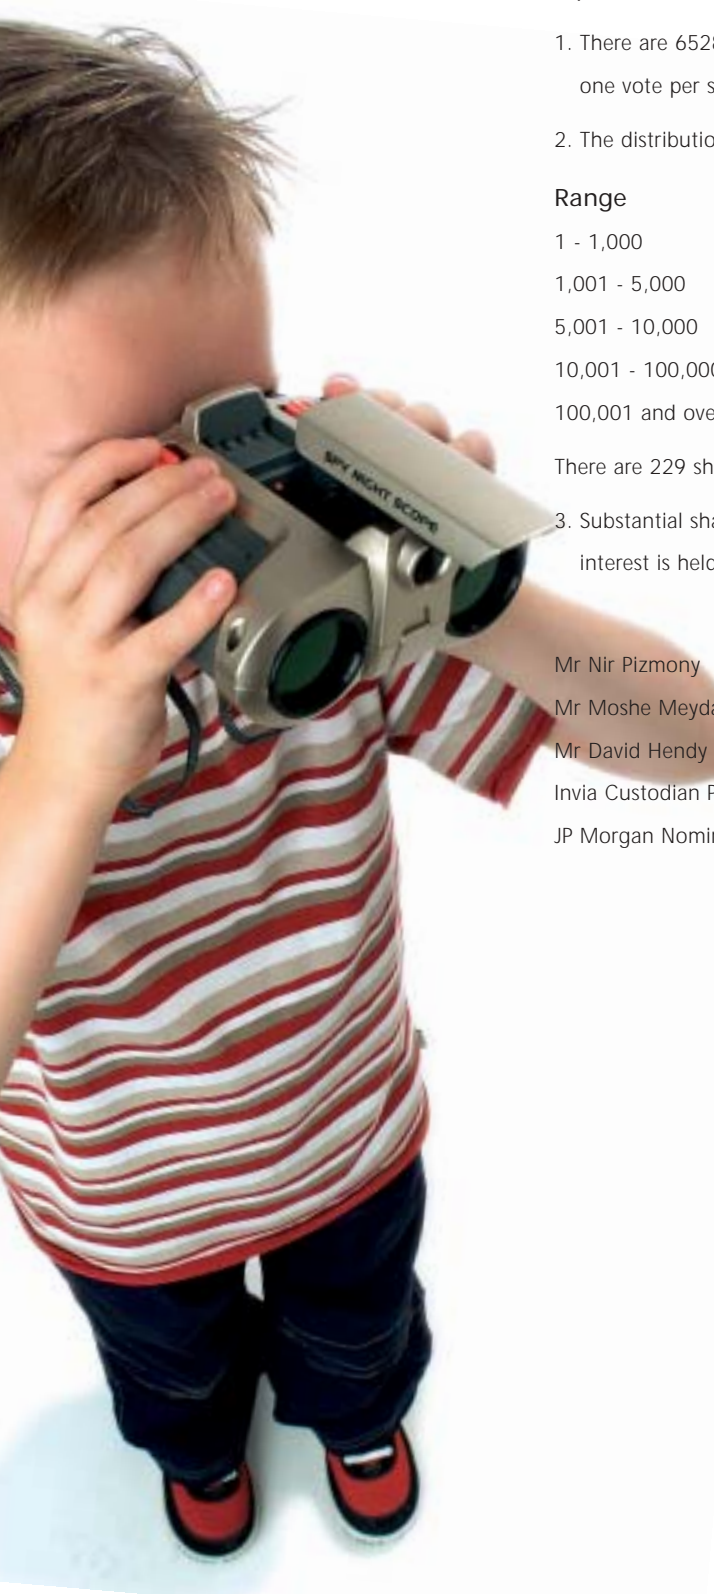 1. There are 652
one vote per s
2. The distributio
Range
1 - 1,000
1,001 - 5,000
5,001 - 10,000
10,001 - 100,00
100,001 and ove
There are 229 sh
SPY NIGHT SCOPE
3. Substantial sha
interest is held
Mr Nir Pizmony
Mr Moshe Meyda
Mr David Hendy
Invia Custodian P
JP Morgan Nomi